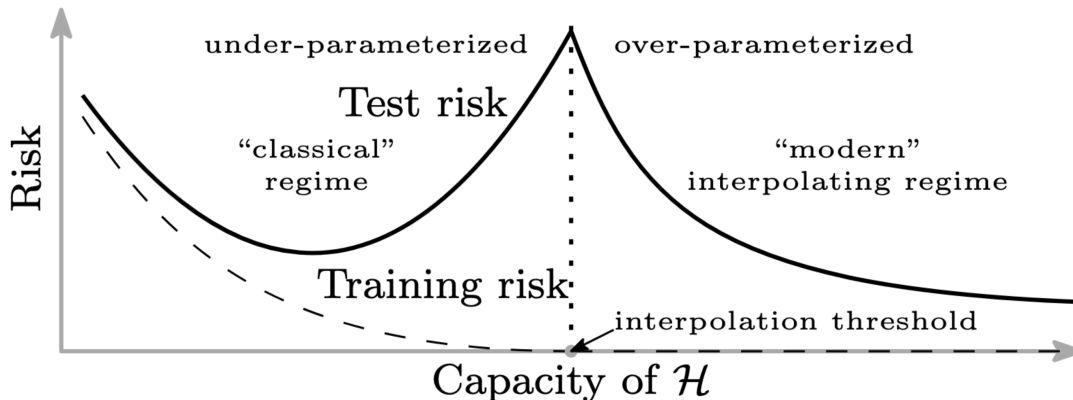 under-parameterized
over-parameterized
Test risk
“classical”
regime
“modern”
interpolating regime
Risk
Training risk
interpolation threshold
Capacity of ℋ